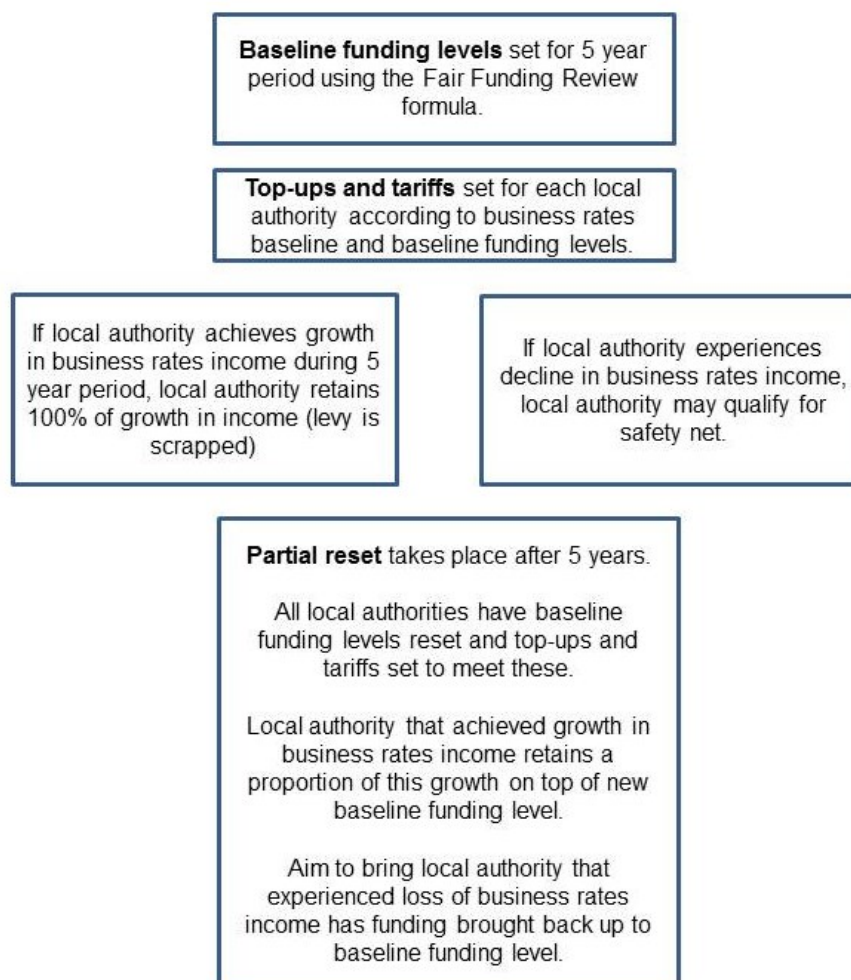 Baseline funding levels set for 5 year
period using the Fair Funding Review
formula.
Top-ups and tariffs set for each local
authority according to business rates
baseline and baseline funding levels.
If local authority achieves growth
in business rates income during 5
year period, local authority retains
100% of growth in income (levy is
scrapped)
If local authority experiences
decline in business rates income,
local authority may qualify for
safety net.
Partial reset takes place after 5 years.
All local authorities have baseline
funding levels reset and top-ups and
tariffs set to meet these.
Local authority that achieved growth in
business rates income retains a
proportion of this growth on top of new
baseline funding level.
Aim to bring local authority that
experienced loss of business rates
income has funding brought back up to
baseline funding level.